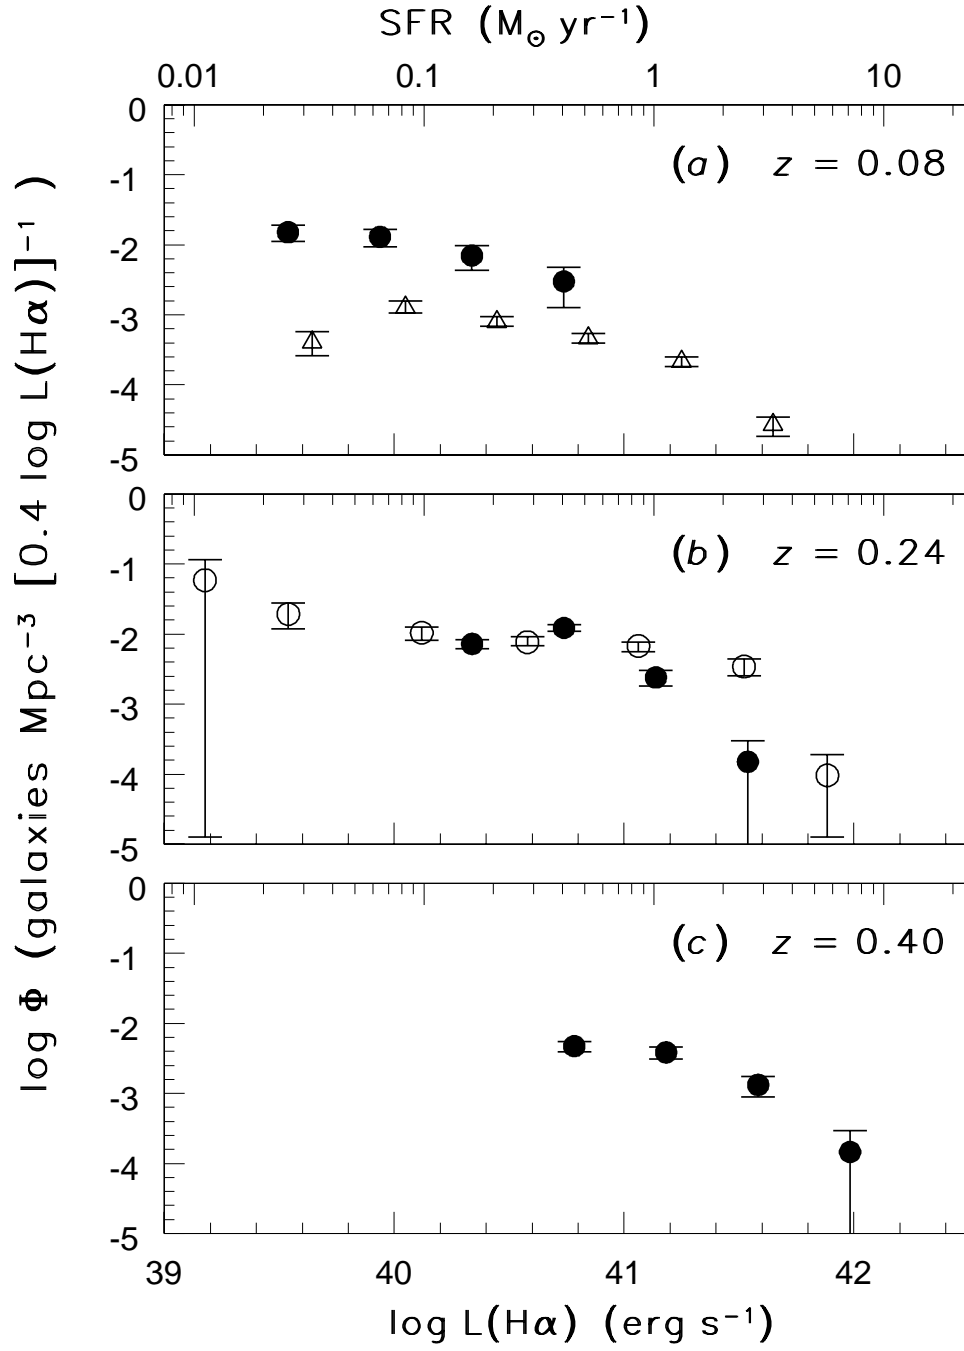 SFR (M⊙ yr−1)
0.01 0.1 1 10
0
-1
-2
-3
-4
-5
(a) z = 0.08
0
-1
-2
-3
-4
-5
(b) z = 0.24
0
-1
-2
-3
-4
-5
(c) z = 0.40
39 40 41 42
log L(Hα) (erg s−1)
log Φ (galaxies Mpc−3 [0.4 log L(Hα)]−1 )